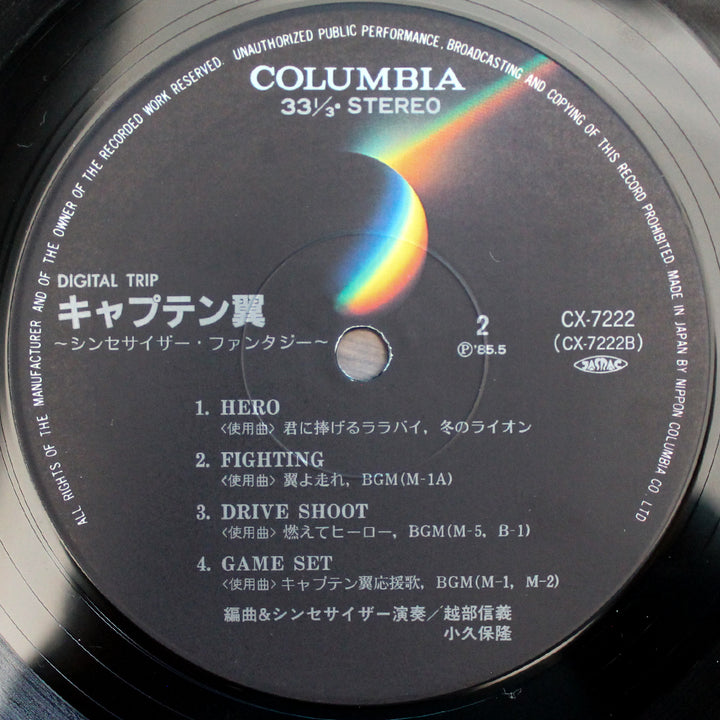 ALL RIGHTS OF THE MANUFACTURER AND OF THE OWNER OF THE RECORDED WORK RESERVED. UNAUTHORIZED PUBLIC PERFORMANCE, BROADCASTING AND COPYING OF THIS RECORD PROHIBITED. MADE IN JAPAN BY NIPPON COLUMBIA CO., LTD
COLUMBIA
33 1/3・STEREO
DIGITAL TRIP
キャプテン翼
〜シンセサイザー・ファンタジー〜
2
Ⓟ'85.5
CX-7222
(CX-7222B)
JASRAC
1. HERO
〈使用曲〉君に捧げるララバイ，冬のライオン
2. FIGHTING
〈使用曲〉翼よ走れ，BGM(M-1A)
3. DRIVE SHOOT
〈使用曲〉燃えてヒーロー，BGM(M-5, B-1)
4. GAME SET
〈使用曲〉キャプテン翼応援歌，BGM(M-1, M-2)
編曲&シンセサイザー演奏／越部信義
小久保隆